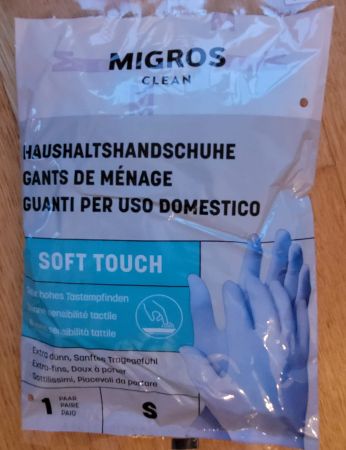 MIGROS
CLEAN
HAUSHALTSHANDSCHUHE
GANTS DE MÉNAGE
GUANTI PER USO DOMESTICO
SOFT TOUCH
hohes Tastempfinden
sensibilité tactile
sensibilità tattile
Extra dünn, Sanftes Tragegefühl
Extra-fins, Doux à porter
Sottilissimi, Piacevoli da portare
1 PAAR
PAIRE
PAIO
S